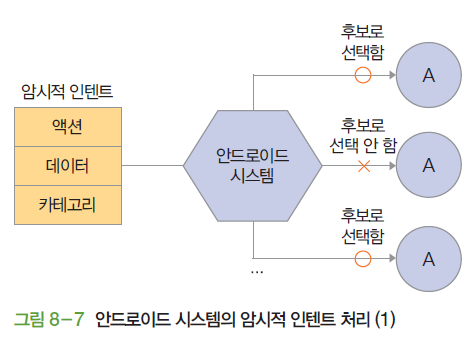 암시적 인텐트
액션
데이터
카테고리
안드로이드
시스템
후보로
선택함
A
후보로
선택 안 함
A
후보로
선택함
A
...
그림 8-7 안드로이드 시스템의 암시적 인텐트 처리 (1)